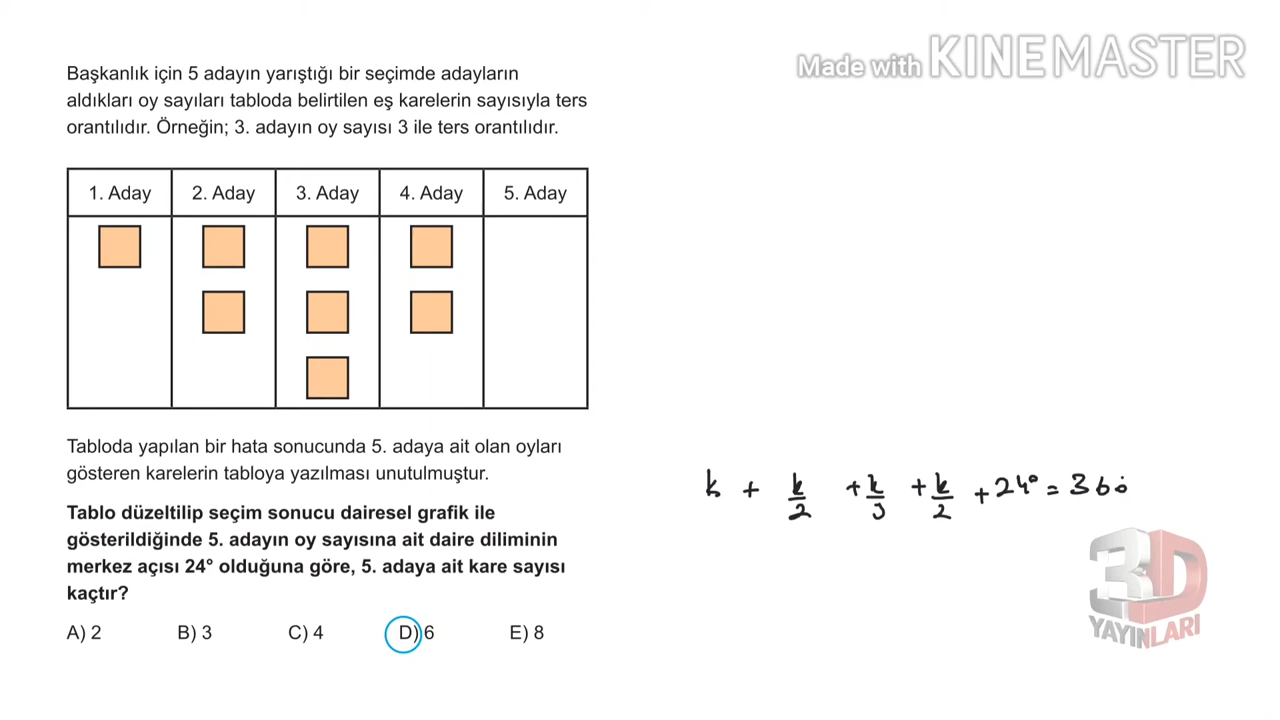 Made with KINEMASTER
Başkanlık için 5 adayın yarıştığı bir seçimde adayların
aldıkları oy sayıları tabloda belirtilen eş karelerin sayısıyla ters
orantılıdır. Örneğin; 3. adayın oy sayısı 3 ile ters orantılıdır.
1. Aday 2. Aday 3. Aday 4. Aday 5. Aday
Tabloda yapılan bir hata sonucunda 5. adaya ait olan oyları
gösteren karelerin tabloya yazılması unutulmuştur.
Tablo düzeltilip seçim sonucu dairesel grafik ile
gösterildiğinde 5. adayın oy sayısına ait daire diliminin
merkez açısı 24° olduğuna göre, 5. adaya ait kare sayısı
kaçtır?
A) 2 B) 3 C) 4 D) 6 E) 8
k + k/2 + k/3 + k/2 + 24° = 360
3D
YAYINLARI